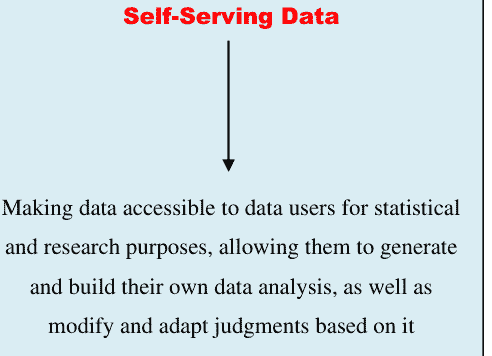 Self-Serving Data
Making data accessible to data users for statistical
and research purposes, allowing them to generate
and build their own data analysis, as well as
modify and adapt judgments based on it